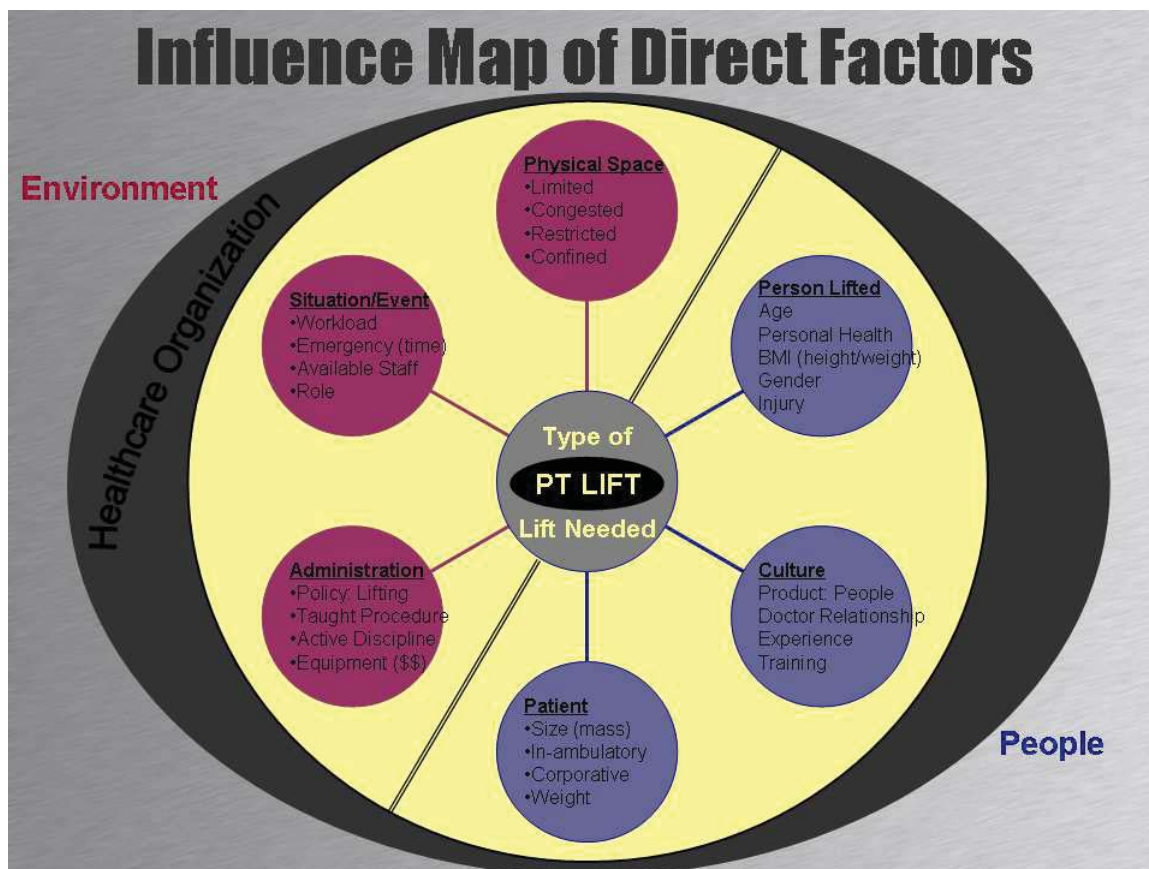 Influence Map of Direct Factors
Environment
Healthcare Organization
Physical Space
•Limited
•Congested
•Restricted
•Confined
Situation/Event
•Workload
•Emergency (time)
•Available Staff
•Role
Person Lifted
Age
Personal Health
BMI (height/weight)
Gender
Injury
Type of
PT LIFT
Lift Needed
Administration
•Policy: Lifting
•Taught Procedure
•Active Discipline
•Equipment ($$)
Culture
Product: People
Doctor Relationship
Experience
Training
Patient
•Size (mass)
•In-ambulatory
•Corporative
•Weight
People